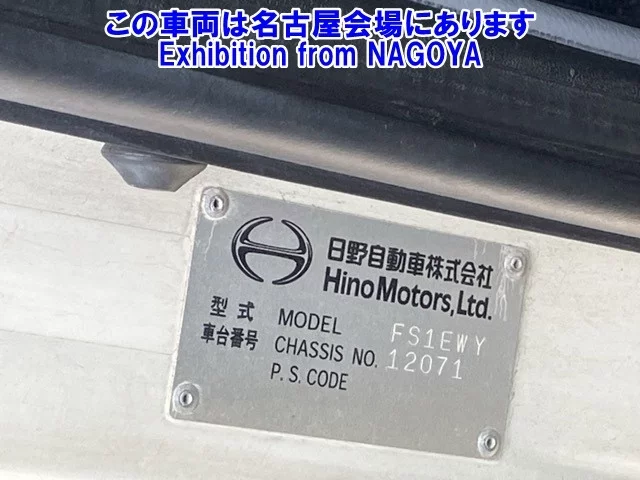 この車両は名古屋会場にあります
Exhibition from NAGOYA
日野自動車株式会社
Hino Motors, Ltd.
型式 MODEL FS1EWY
車台番号 CHASSIS NO. 12071
P. S. CODE